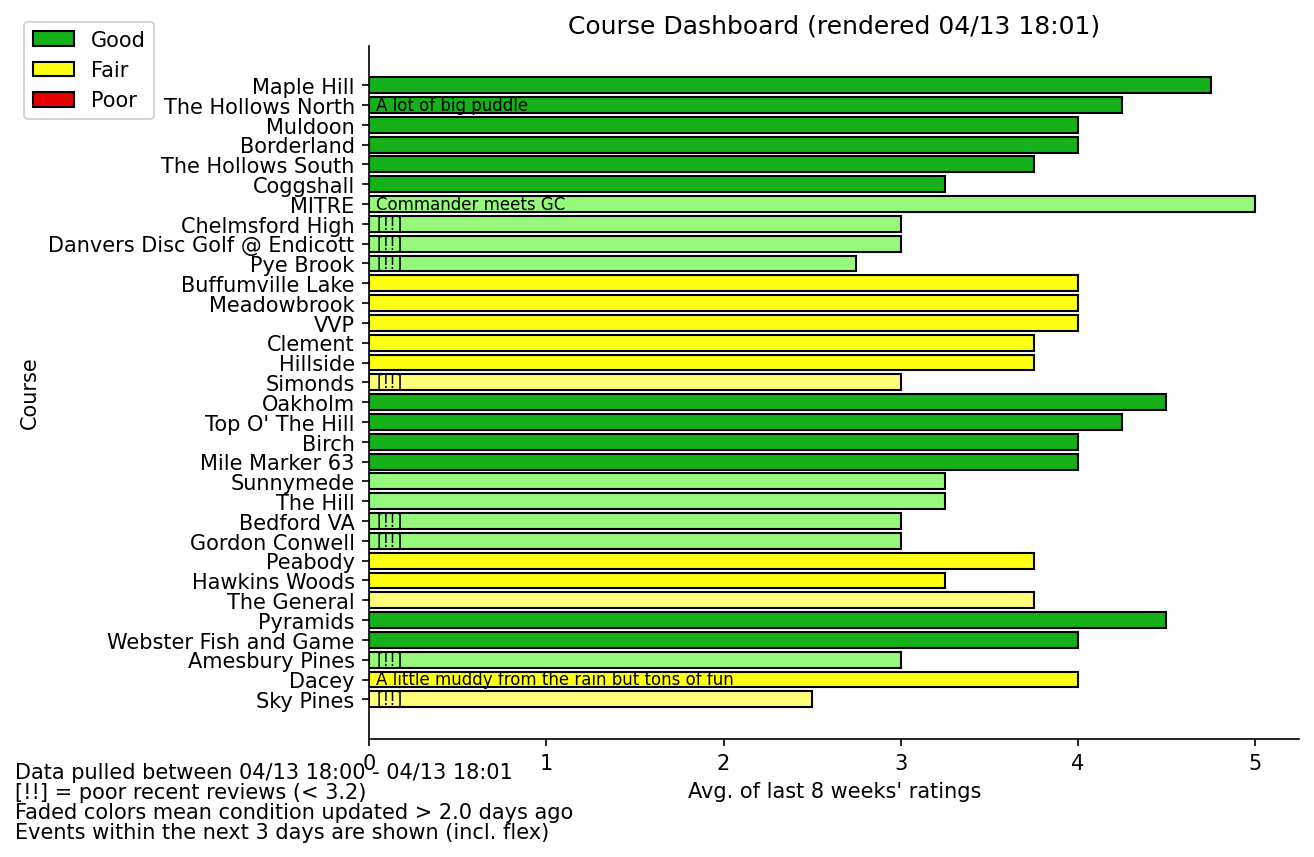 Course Dashboard (rendered 04/13 18:01)
Good
Fair
Poor
Course
Maple Hill
The Hollows North
A lot of big puddle
Muldoon
Borderland
The Hollows South
Coggshall
MITRE
Commander meets GC
Chelmsford High
[!!]
Danvers Disc Golf @ Endicott
[!!]
Pye Brook
[!!]
Buffumville Lake
Meadowbrook
VVP
Clement
Hillside
Simonds
[!!]
Oakholm
Top O' The Hill
Birch
Mile Marker 63
Sunnymede
The Hill
Bedford VA
[!!]
Gordon Conwell
[!!]
Peabody
Hawkins Woods
The General
Pyramids
Webster Fish and Game
Amesbury Pines
[!!]
Dacey
A little muddy from the rain but tons of fun
Sky Pines
[!!]
0 1 2 3 4 5
Avg. of last 8 weeks' ratings
Data pulled between 04/13 18:00 - 04/13 18:01
[!!] = poor recent reviews (< 3.2)
Faded colors mean condition updated > 2.0 days ago
Events within the next 3 days are shown (incl. flex)